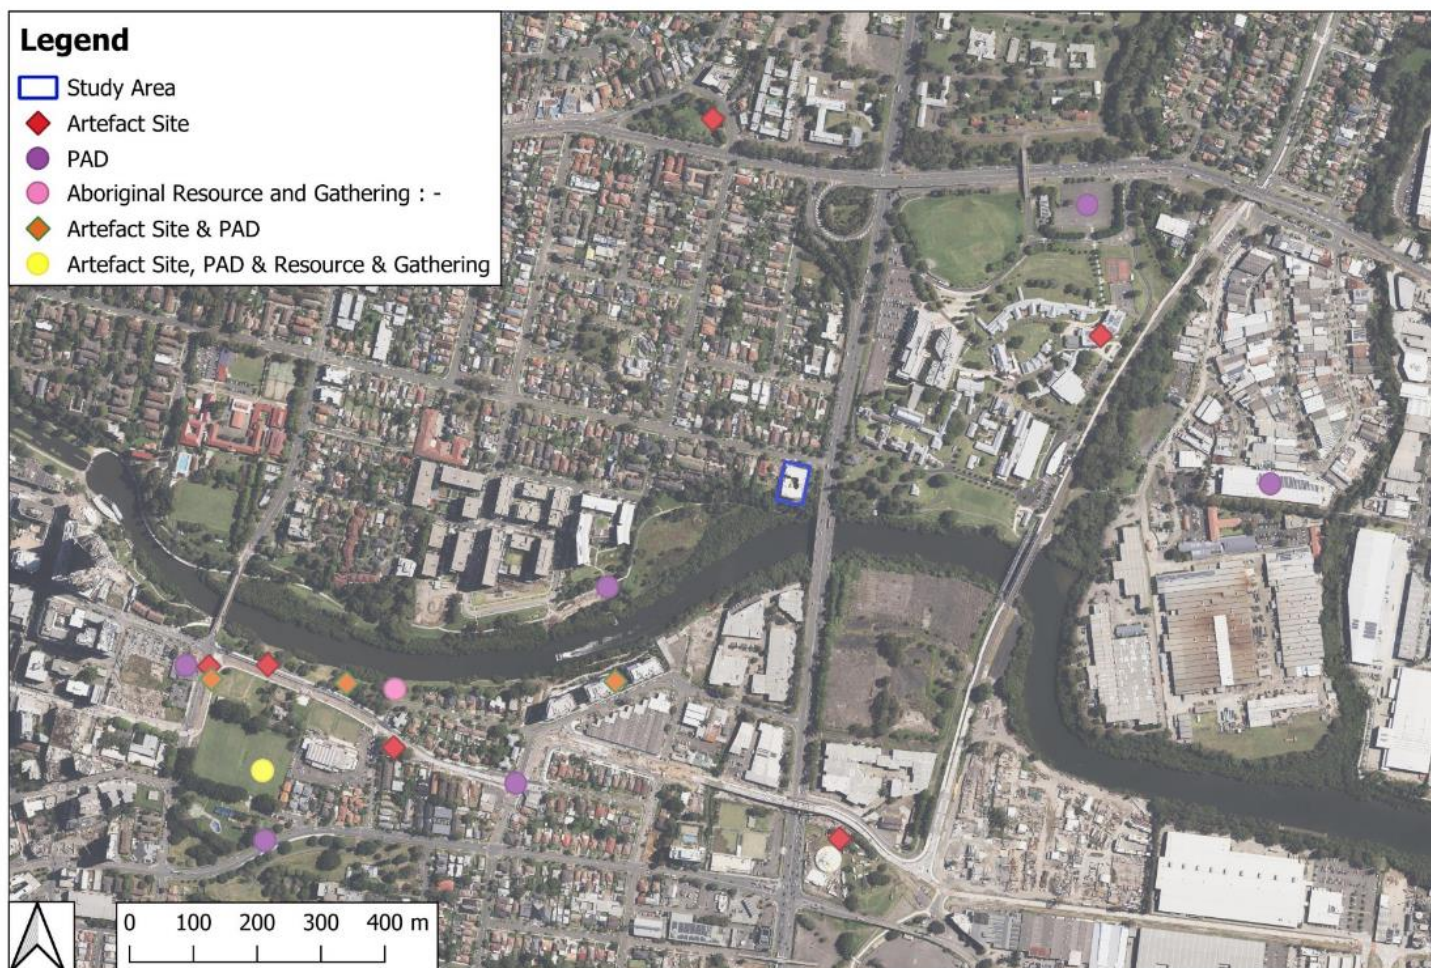 Legend
Study Area
Artefact Site
PAD
Aboriginal Resource and Gathering : -
Artefact Site & PAD
Artefact Site, PAD & Resource & Gathering
0 100 200 300 400 m